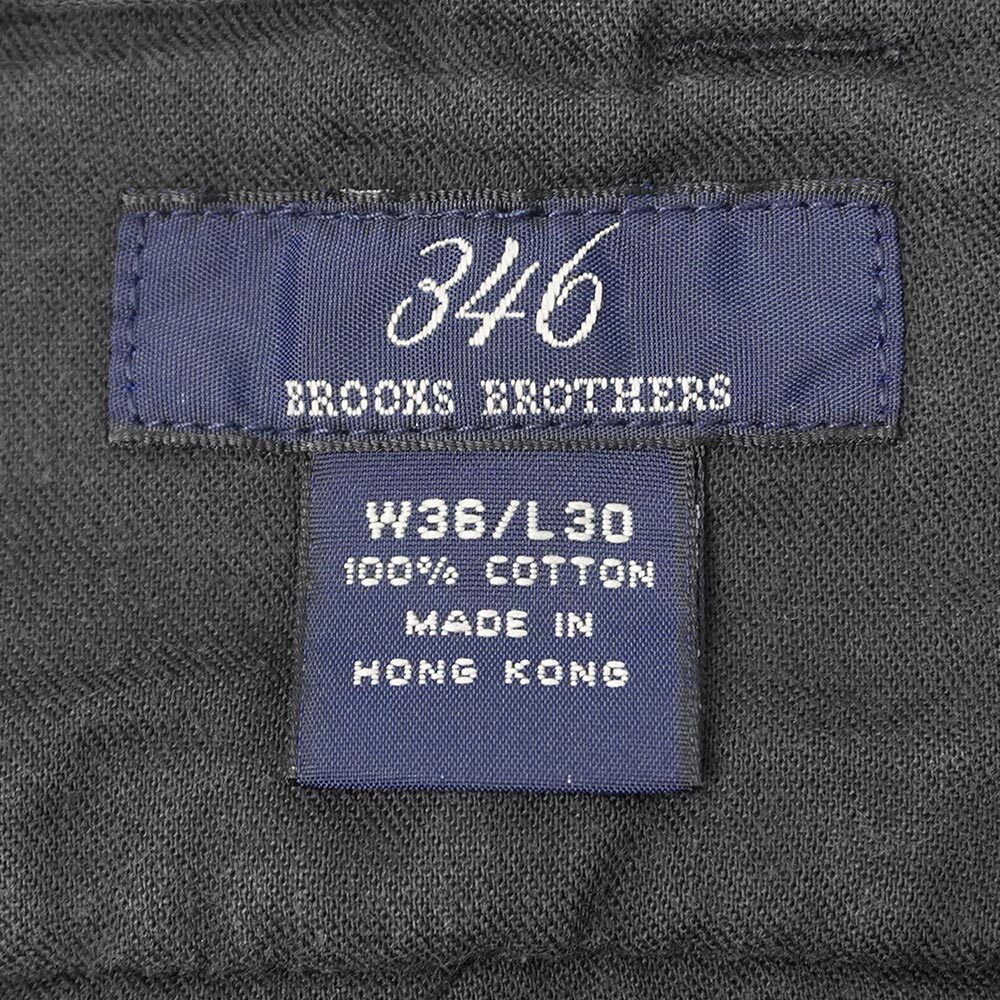 346
BROOKS BROTHERS
W36/L30
100% COTTON
MADE IN
HONG KONG